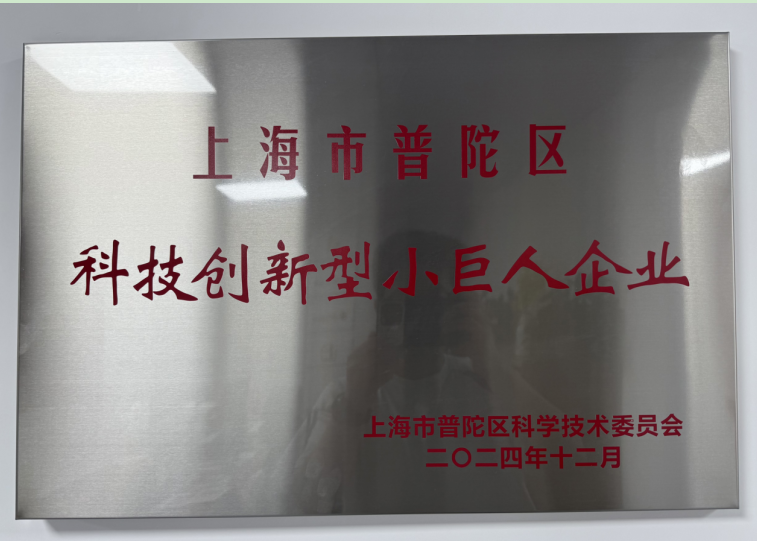 上海市普陀区
科技创新型小巨人企业
上海市普陀区科学技术委员会
二〇二四年十二月